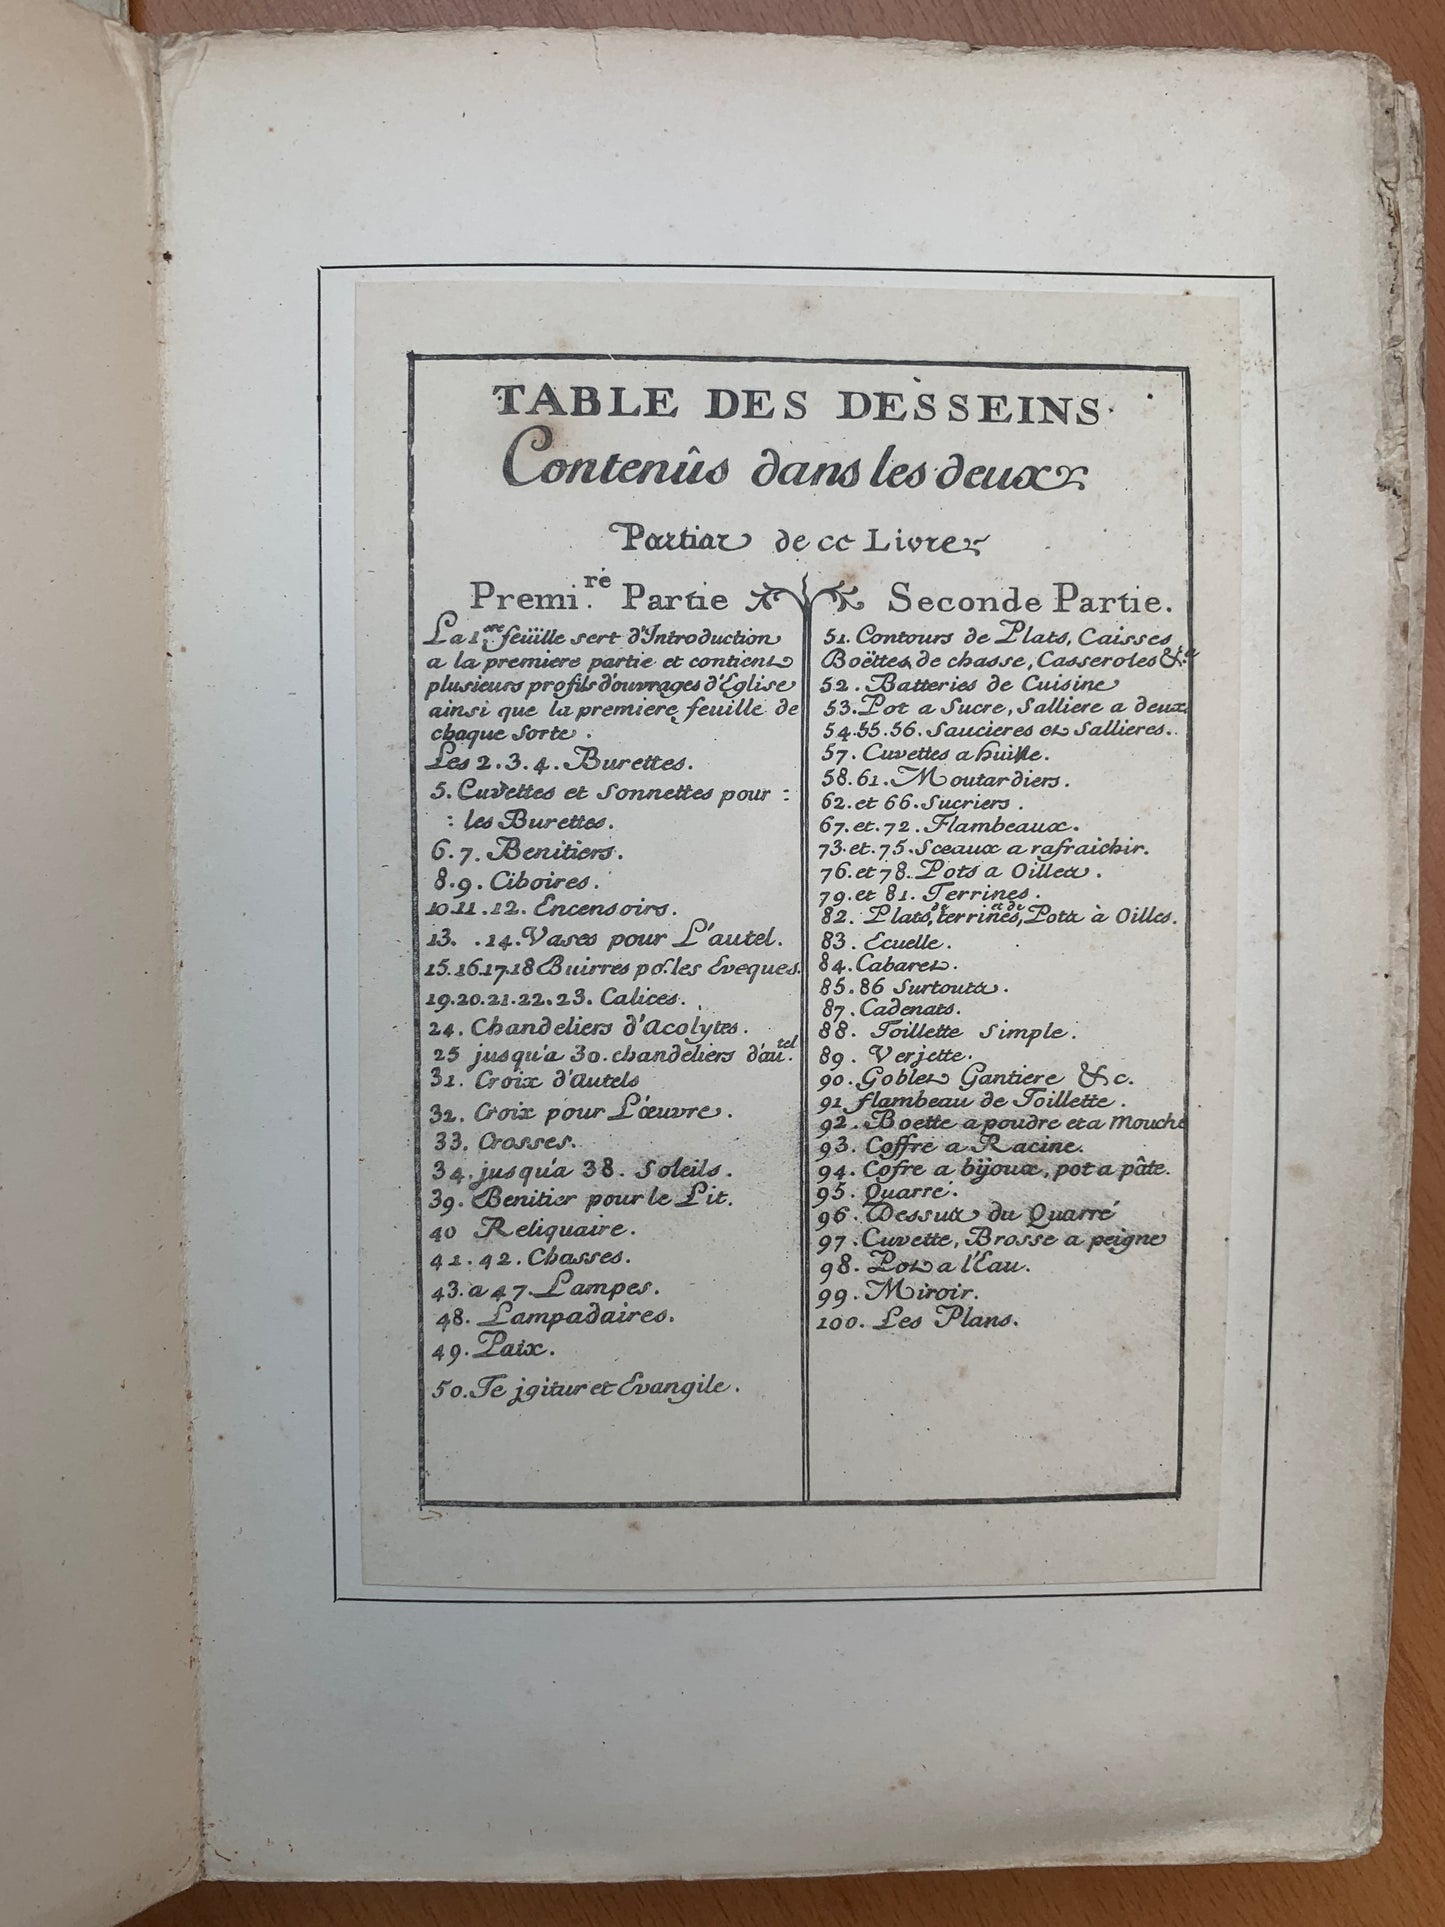 TABLE DES DESSEINS
Contenûs dans les deux
Parties de ce Livre
Premi.re Partie
La 1.ere feüille sert d'Introduction
a la premiere partie et contient
plusieurs profils d'ouvrages d'Eglise
ainsi que la premiere feuille de
chaque sorte.
Les 2.3.4. Burettes.
5. Cuvettes et Sonnettes pour :
: les Burettes.
6.7. Benitiers.
8.9. Ciboires.
10.11.12. Encensoirs.
13. .14. Vases pour L'autel.
15.16.17.18 Buirres po.r les Eveques.
19.20.21.22.23. Calices.
24. Chandeliers d'Acolytes.
25 jusqu'a 30. chandeliers d'autel.
31. Croix d'Autels
32. Croix pour L'œuvre.
33. Crosses.
34. jusqu'a 38. Soleils.
39. Benitier pour le Lit.
40 Reliquaire.
41.42. Chasses.
43. a 47. Lampes.
48. Lampadaires.
49. Paix.
50. Te jgitur et Evangile.
Seconde Partie.
51. Contours de Plats, Caisses
Boëttes de chasse, Casseroles &.a
52. Batteries de Cuisine
53. Pot a Sucre, Salliere a deux
54.55.56. Saucieres et Sallieres.
57. Cuvettes a huille.
58.61. Moutardiers.
62. et 66. Sucriers.
67. et. 72. Flambeaux.
73. et. 75. Sceaux a rafraichir.
76. et 78. Pots a Oilles.
79. et 81. Terrines.
82. Plats, de terrines, et de Pots à Oilles.
83. Ecuelle.
84. Cabaret.
85.86 Surtouts.
87. Cadenats.
88. Toillette Simple.
89. Verjette.
90. Goblet Gantiere &c.
91 flambeau de Toillette.
92. Boette a poudre et a Mouche
93. Coffre a Racine.
94. Cofre a bijoux, pot a pâte.
95. Quarré.
96. Dessus du Quarré
97. Cuvette, Brosse a peigne
98. Pot a l'Eau.
99. Miroir.
100. Les Plans.